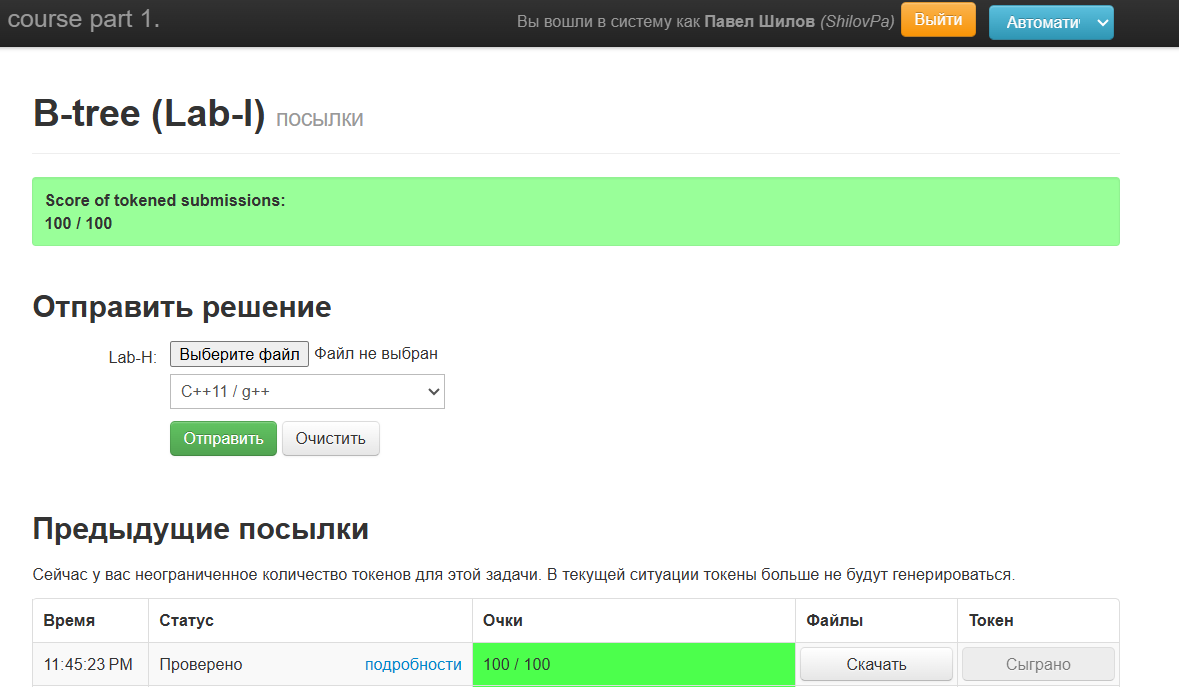 course part 1.
Вы вошли в систему как Павел Шилов (ShilovPa) Выйти
B-tree (Lab-I) посылки
Score of tokened submissions:
100 / 100
Отправить решение
Lab-H: Выберите файл Файл не выбран
C++11 / g++
Отправить Очистить
Предыдущие посылки
Сейчас у вас неограниченное количество токенов для этой задачи. В текущей ситуации токены больше не будут генерироваться.
Время Статус Очки Файлы Токен
11:45:23 PM Проверено подробности 100 / 100 Скачать Сыграно